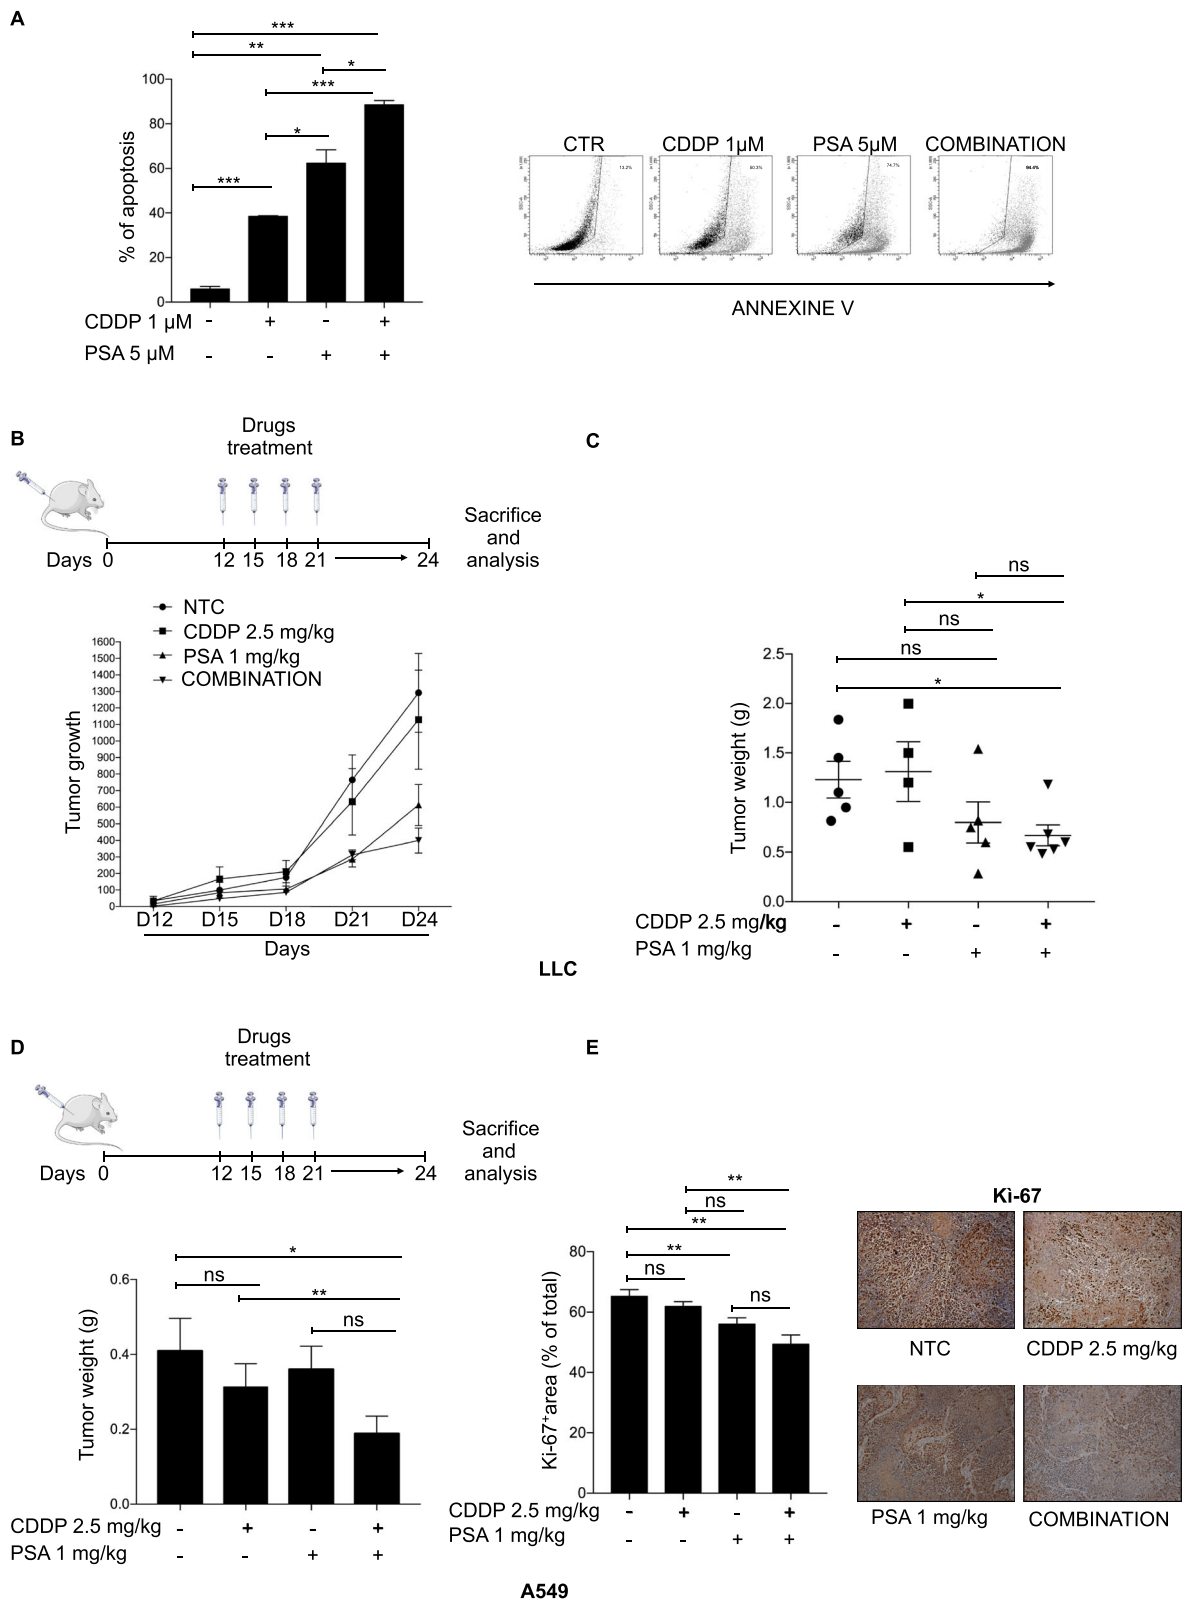 A
***
**
*
***
*
***
% of apoptosis
100
80
60
40
20
0
CDDP 1 µM - + - +
PSA 5 µM - - + +
CTR CDDP 1µM PSA 5µM COMBINATION
13.2%
74.7%
94.4%
ANNEXINE V
B
Drugs
treatment
Sacrifice
and
analysis
Days 0 12 15 18 21 24
NTC
CDDP 2.5 mg/kg
PSA 1 mg/kg
COMBINATION
Tumor growth
1600
1500
1400
1300
1200
1100
1000
900
800
700
600
500
400
300
200
100
0
D12 D15 D18 D21 D24
Days
C
ns
*
ns
ns
*
Tumor weight (g)
2.5
2.0
1.5
1.0
0.5
0.0
CDDP 2.5 mg/kg - + - +
PSA 1 mg/kg - - + +
LLC
D
Drugs
treatment
Sacrifice
and
analysis
Days 0 12 15 18 21 24
*
ns
**
ns
Tumor weight (g)
0.6
0.4
0.2
0.0
CDDP 2.5 mg/kg - + - +
PSA 1 mg/kg - - + +
E
**
ns
**
**
ns
ns
Ki-67⁺area (% of total)
80
60
40
20
0
CDDP 2.5 mg/kg - + - +
PSA 1 mg/kg - - + +
Kì-67
NTC CDDP 2.5 mg/kg
PSA 1 mg/kg COMBINATION
A549